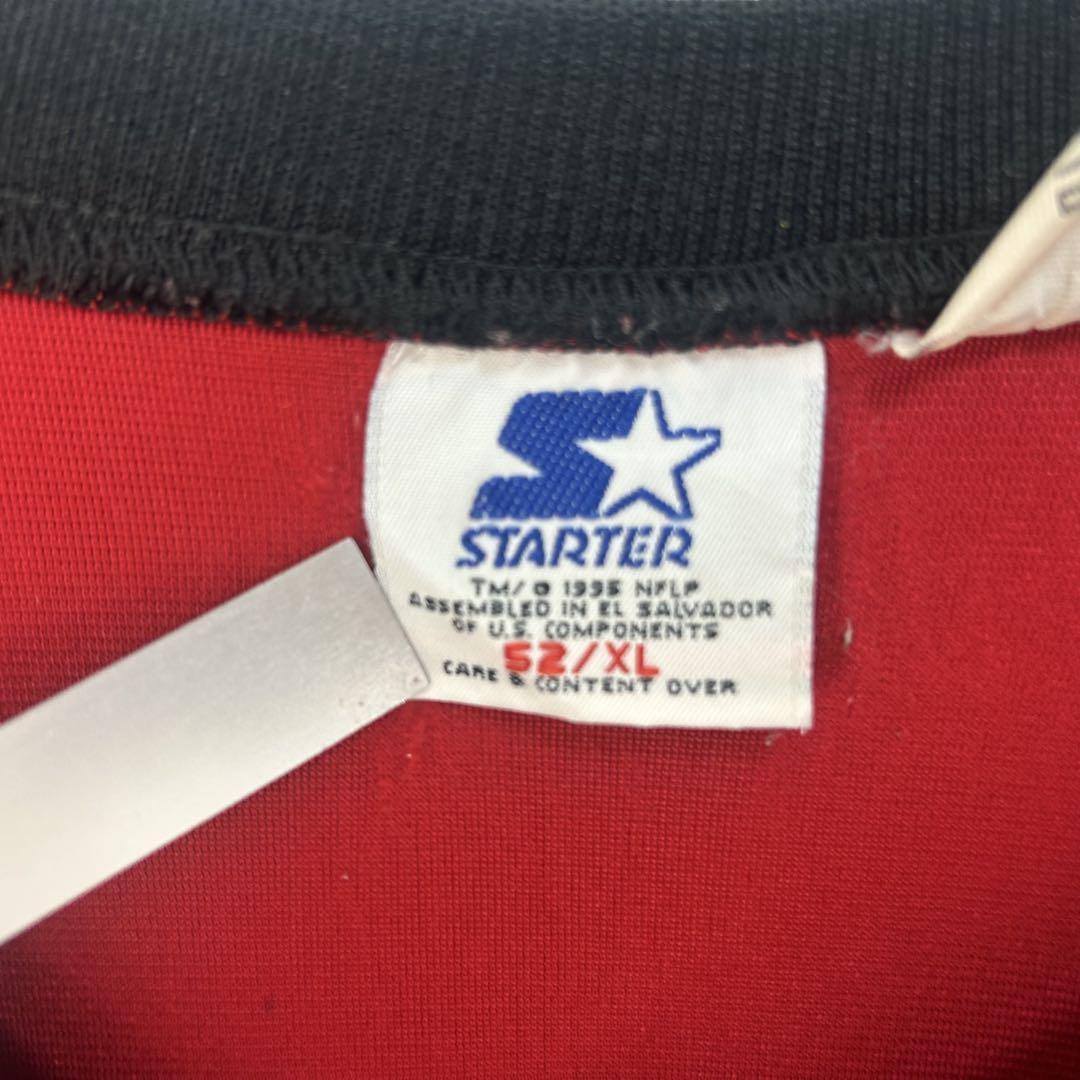 STARTER
TM/© 1995 NFLP
ASSEMBLED IN EL SALVADOR
OF U.S. COMPONENTS
52/XL
CARE & CONTENT OVER